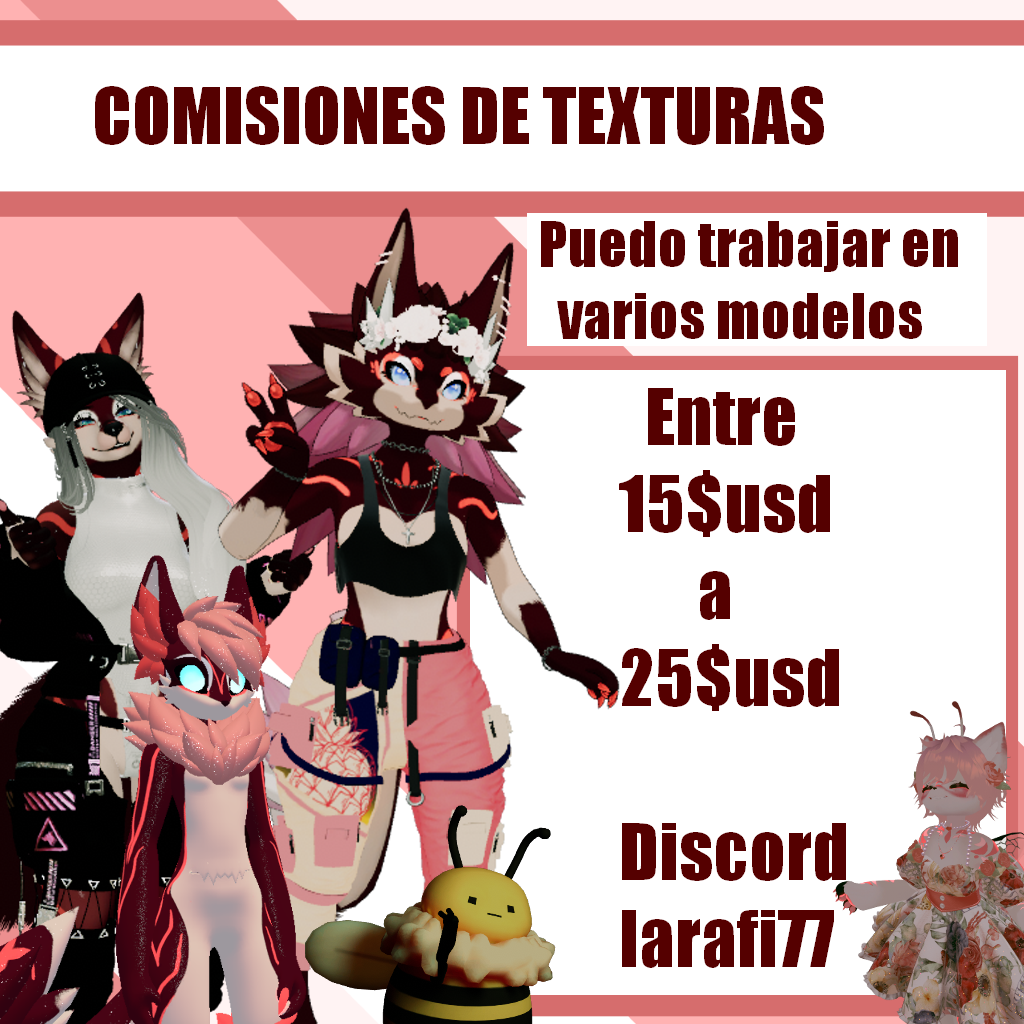 COMISIONES DE TEXTURAS
Puedo trabajar en
varios modelos
Entre
15$usd
a
25$usd
Discord
larafi77